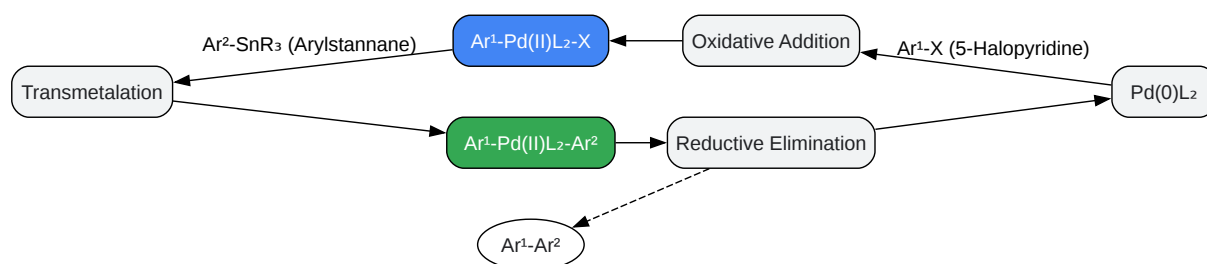 Ar²-SnR₃ (Arylstannane)
Ar¹-Pd(II)L₂-X
Oxidative Addition
Ar¹-X (5-Halopyridine)
Transmetalation
Pd(0)L₂
Ar¹-Pd(II)L₂-Ar²
Reductive Elimination
Ar¹-Ar²